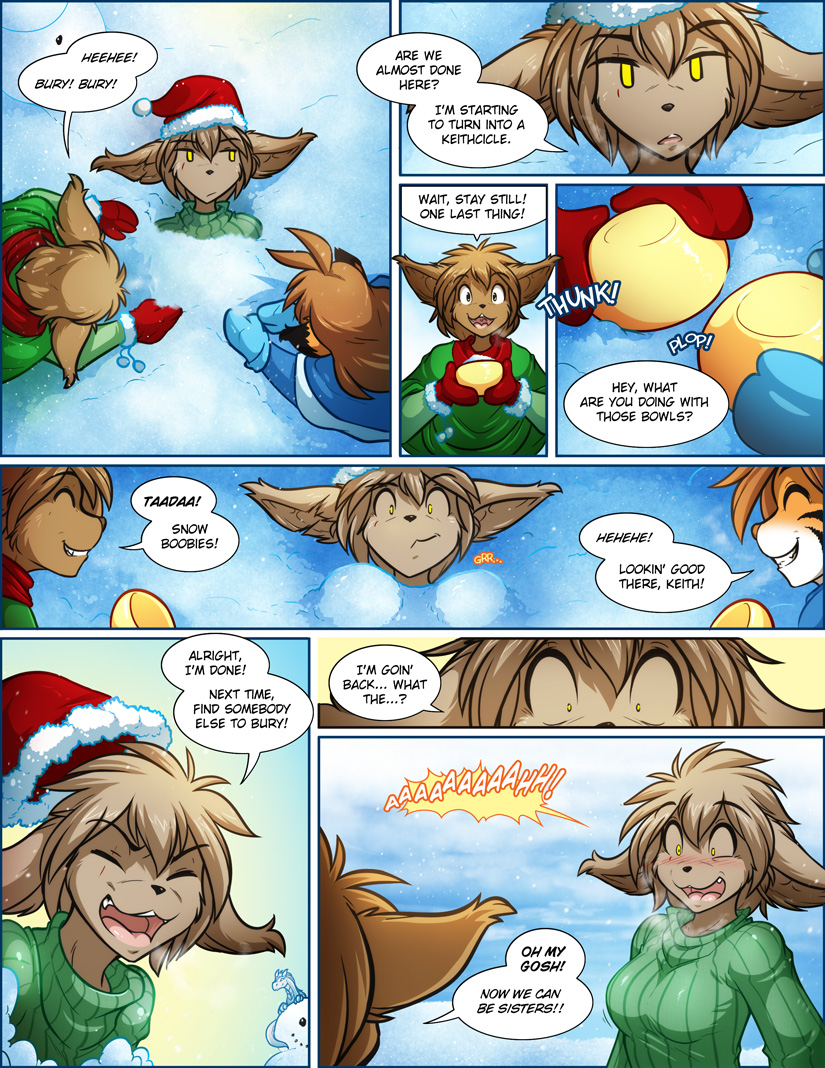 HEEHEE!
BURY! BURY!
ARE WE
ALMOST DONE
HERE?
I'M STARTING
TO TURN INTO A
KEITHCICLE.
WAIT, STAY STILL!
ONE LAST THING!
THUNK!
PLOP!
HEY, WHAT
ARE YOU DOING WITH
THOSE BOWLS?
TAADAA!
SNOW
BOOBIES!
GRR...
HEHEHE!
LOOKIN' GOOD
THERE, KEITH!
ALRIGHT,
I'M DONE!
NEXT TIME,
FIND SOMEBODY
ELSE TO BURY!
I'M GOIN'
BACK... WHAT
THE...?
AAAAAAAAAHH!!
OH MY
GOSH!
NOW WE CAN
BE SISTERS!!